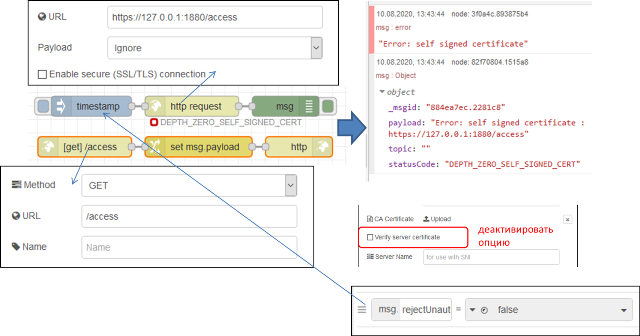 URL
https://127.0.0.1:1880/access
Payload
Ignore
Enable secure (SSL/TLS) connection
timestamp
http request
msg
DEPTH_ZERO_SELF_SIGNED_CERT
[get] /access
set msg.payload
http
Method
GET
URL
/access
Name
Name
10.08.2020, 13:43:44 node: 3f0a4c.893875b4
msg : error
"Error: self signed certificate"
10.08.2020, 13:43:44 node: 82f70804.1515a8
msg : Object
object
_msgid: "884ea7ec.2281c8"
payload: "Error: self signed certificate :
https://127.0.0.1:1880/access"
topic: ""
statusCode: "DEPTH_ZERO_SELF_SIGNED_CERT"
CA Certificate
Upload
Verify server certificate
деактивировать
опцию
Server Name
for use with SNI
msg. rejectUnaut = false